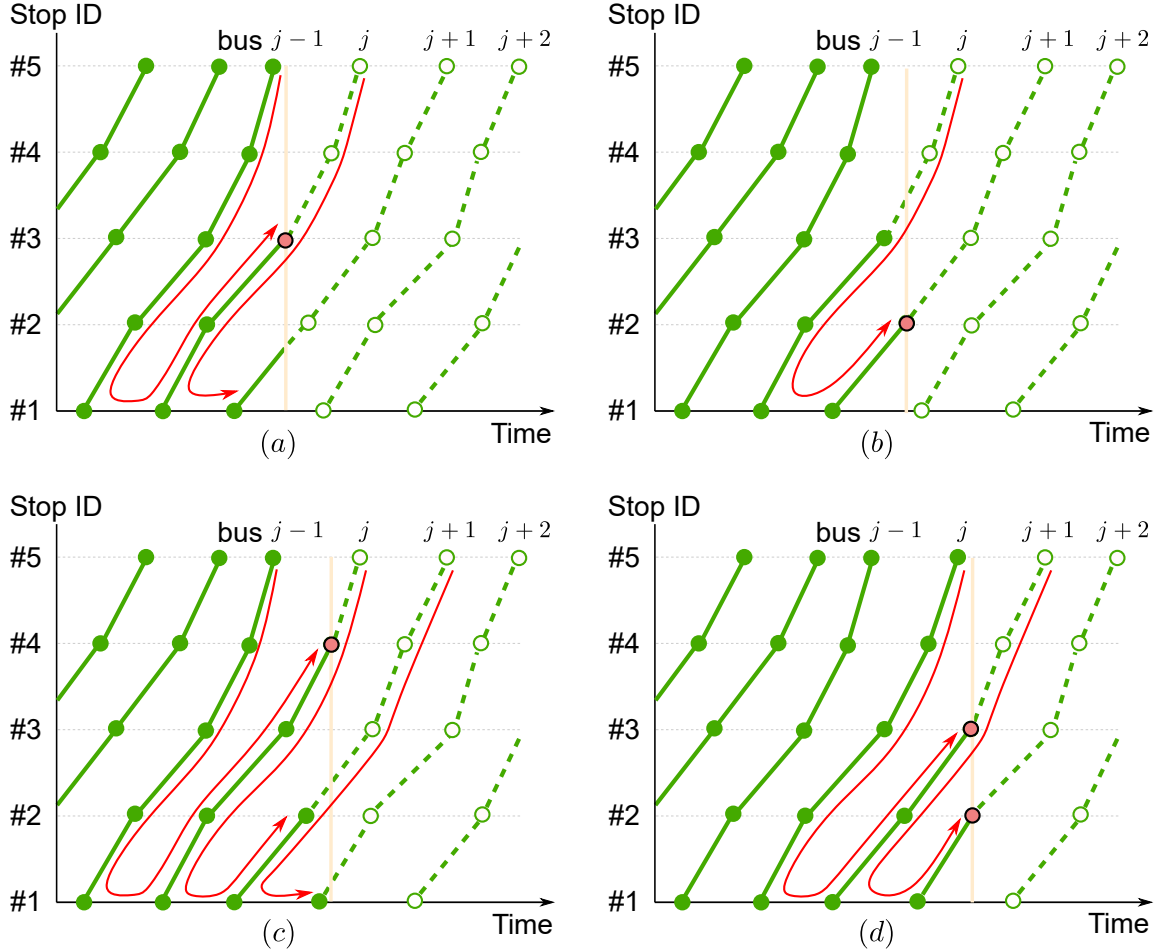 Stop ID
bus j − 1 j j + 1 j + 2
#5
#4
#3
#2
#1
Time
(a)
Stop ID
bus j − 1 j j + 1 j + 2
#5
#4
#3
#2
#1
Time
(b)
Stop ID
bus j − 1 j j + 1 j + 2
#5
#4
#3
#2
#1
Time
(c)
Stop ID
bus j − 1 j j + 1 j + 2
#5
#4
#3
#2
#1
Time
(d)